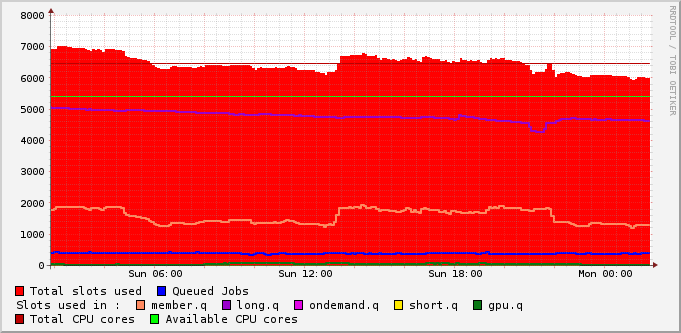 8000
7000
6000
5000
4000
3000
2000
1000
0
Sun 06:00 Sun 12:00 Sun 18:00 Mon 00:00
RRDTOOL / TOBI OETIKER
Total slots used Queued Jobs
Slots used in : member.q long.q ondemand.q short.q gpu.q
Total CPU cores Available CPU cores